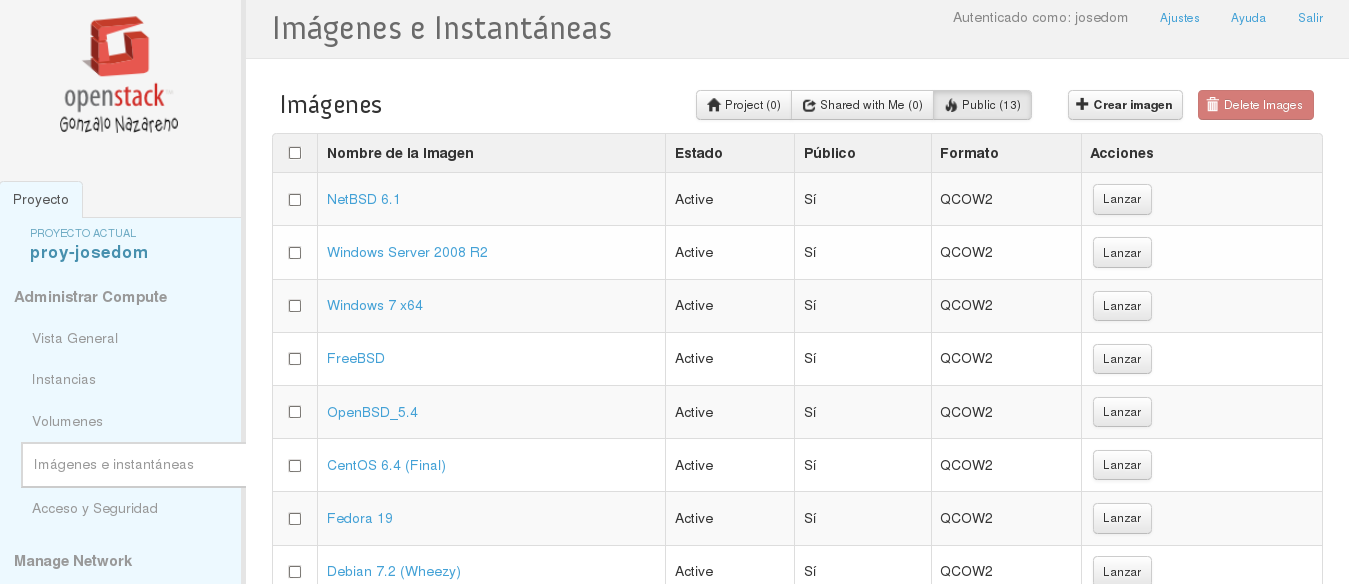 Imágenes e Instantáneas
Autenticado como: josedom Ajustes Ayuda Salir
openstack™
Gonzalo Nazareno
Proyecto
PROYECTO ACTUAL
proy-josedom
Administrar Compute
Vista General
Instancias
Volumenes
Imágenes e instantáneas
Acceso y Seguridad
Manage Network
Imágenes
Project (0) Shared with Me (0) Public (13) Crear imagen Delete Images
Nombre de la Imagen Estado Público Formato Acciones
NetBSD 6.1 Active Sí QCOW2 Lanzar
Windows Server 2008 R2 Active Sí QCOW2 Lanzar
Windows 7 x64 Active Sí QCOW2 Lanzar
FreeBSD Active Sí QCOW2 Lanzar
OpenBSD_5.4 Active Sí QCOW2 Lanzar
CentOS 6.4 (Final) Active Sí QCOW2 Lanzar
Fedora 19 Active Sí QCOW2 Lanzar
Debian 7.2 (Wheezy) Active Sí QCOW2 Lanzar